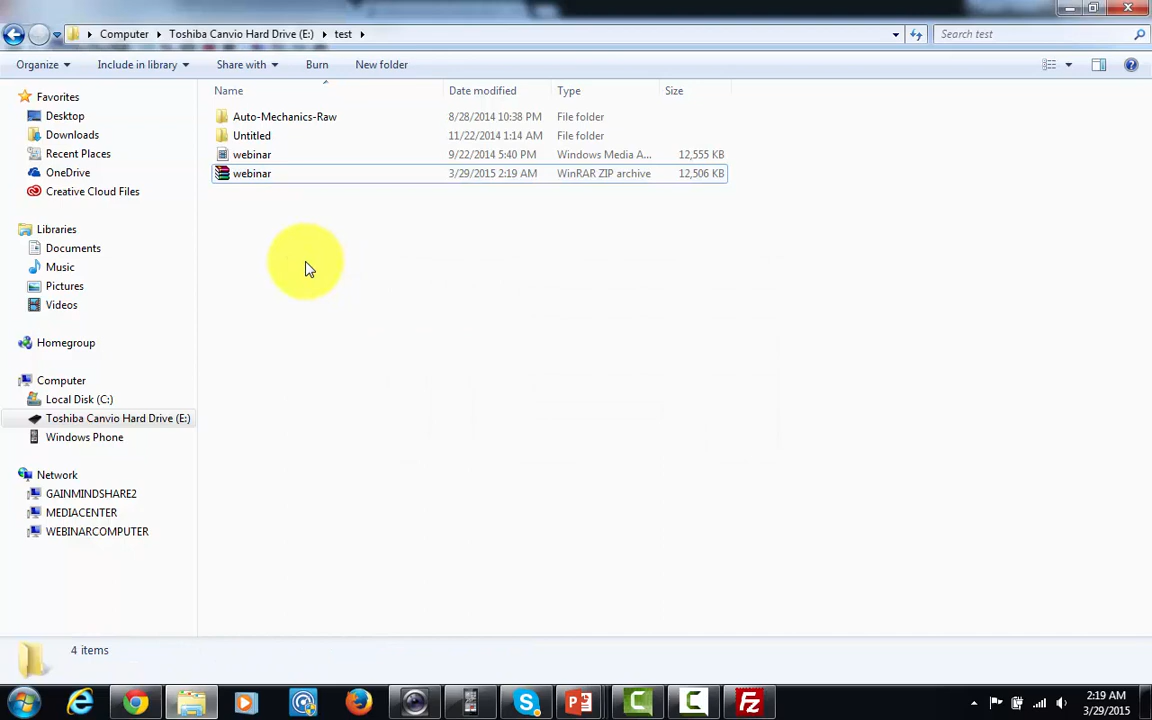 Computer Toshiba Canvio Hard Drive (E:) test Search test
Organize Include in library Share with Burn New folder
Name Date modified Type Size
Favorites
Desktop
Downloads
Recent Places
OneDrive
Creative Cloud Files
Libraries
Documents
Music
Pictures
Videos
Homegroup
Computer
Local Disk (C:)
Toshiba Canvio Hard Drive (E:)
Windows Phone
Network
GAINMINDSHARE2
MEDIACENTER
WEBINARCOMPUTER
Auto-Mechanics-Raw 8/28/2014 10:38 PM File folder
Untitled 11/22/2014 1:14 AM File folder
webinar 9/22/2014 5:40 PM Windows Media A... 12,555 KB
webinar 3/29/2015 2:19 AM WinRAR ZIP archive 12,506 KB
4 items
2:19 AM
3/29/2015